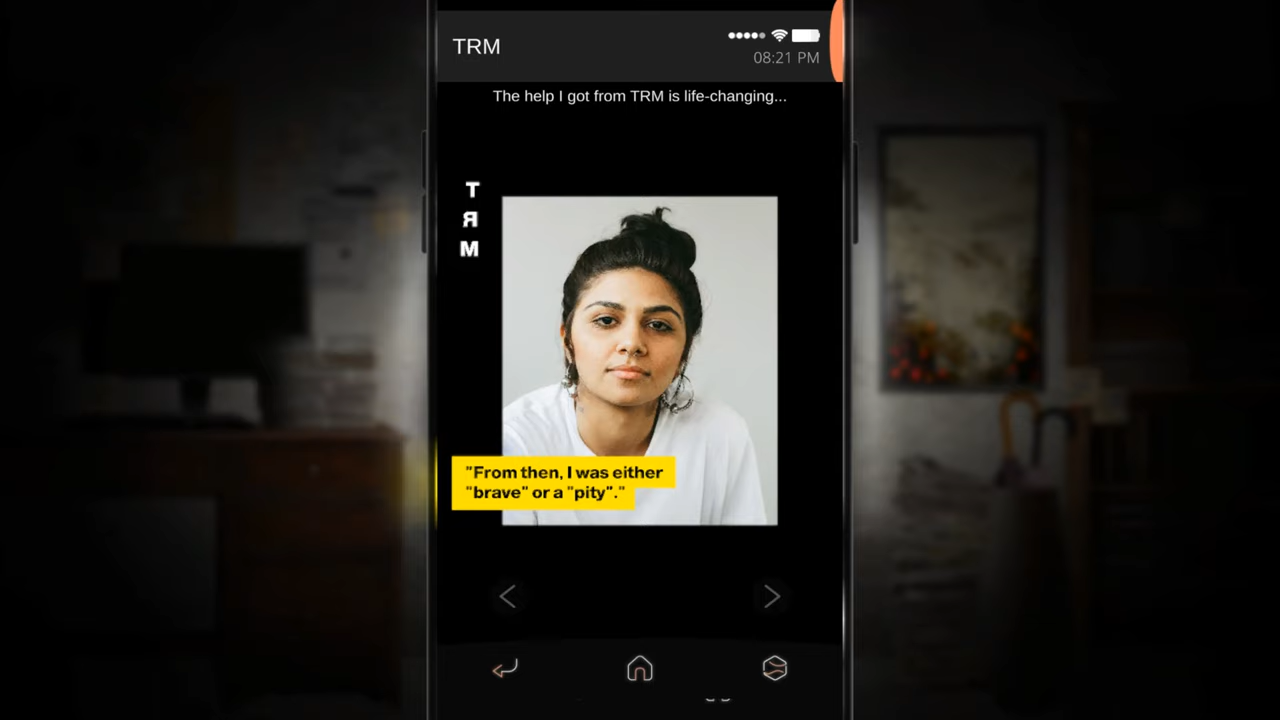 TRM
08:21 PM
The help I got from TRM is life-changing...
T
Я
M
"From then, I was either
"brave" or a "pity"."